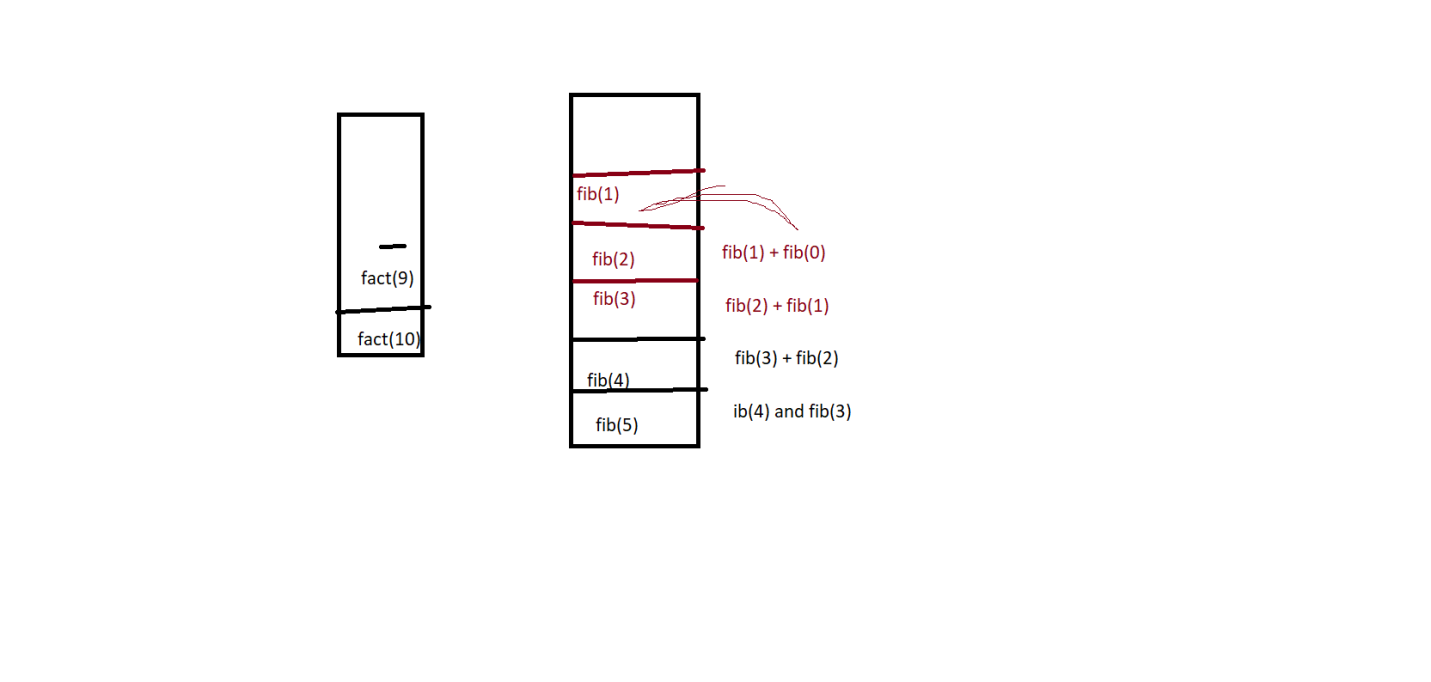 fib(1)
fib(2)
fib(1) + fib(0)
fact(9)
fib(3)
fib(2) + fib(1)
fact(10)
fib(3) + fib(2)
fib(4)
ib(4) and fib(3)
fib(5)